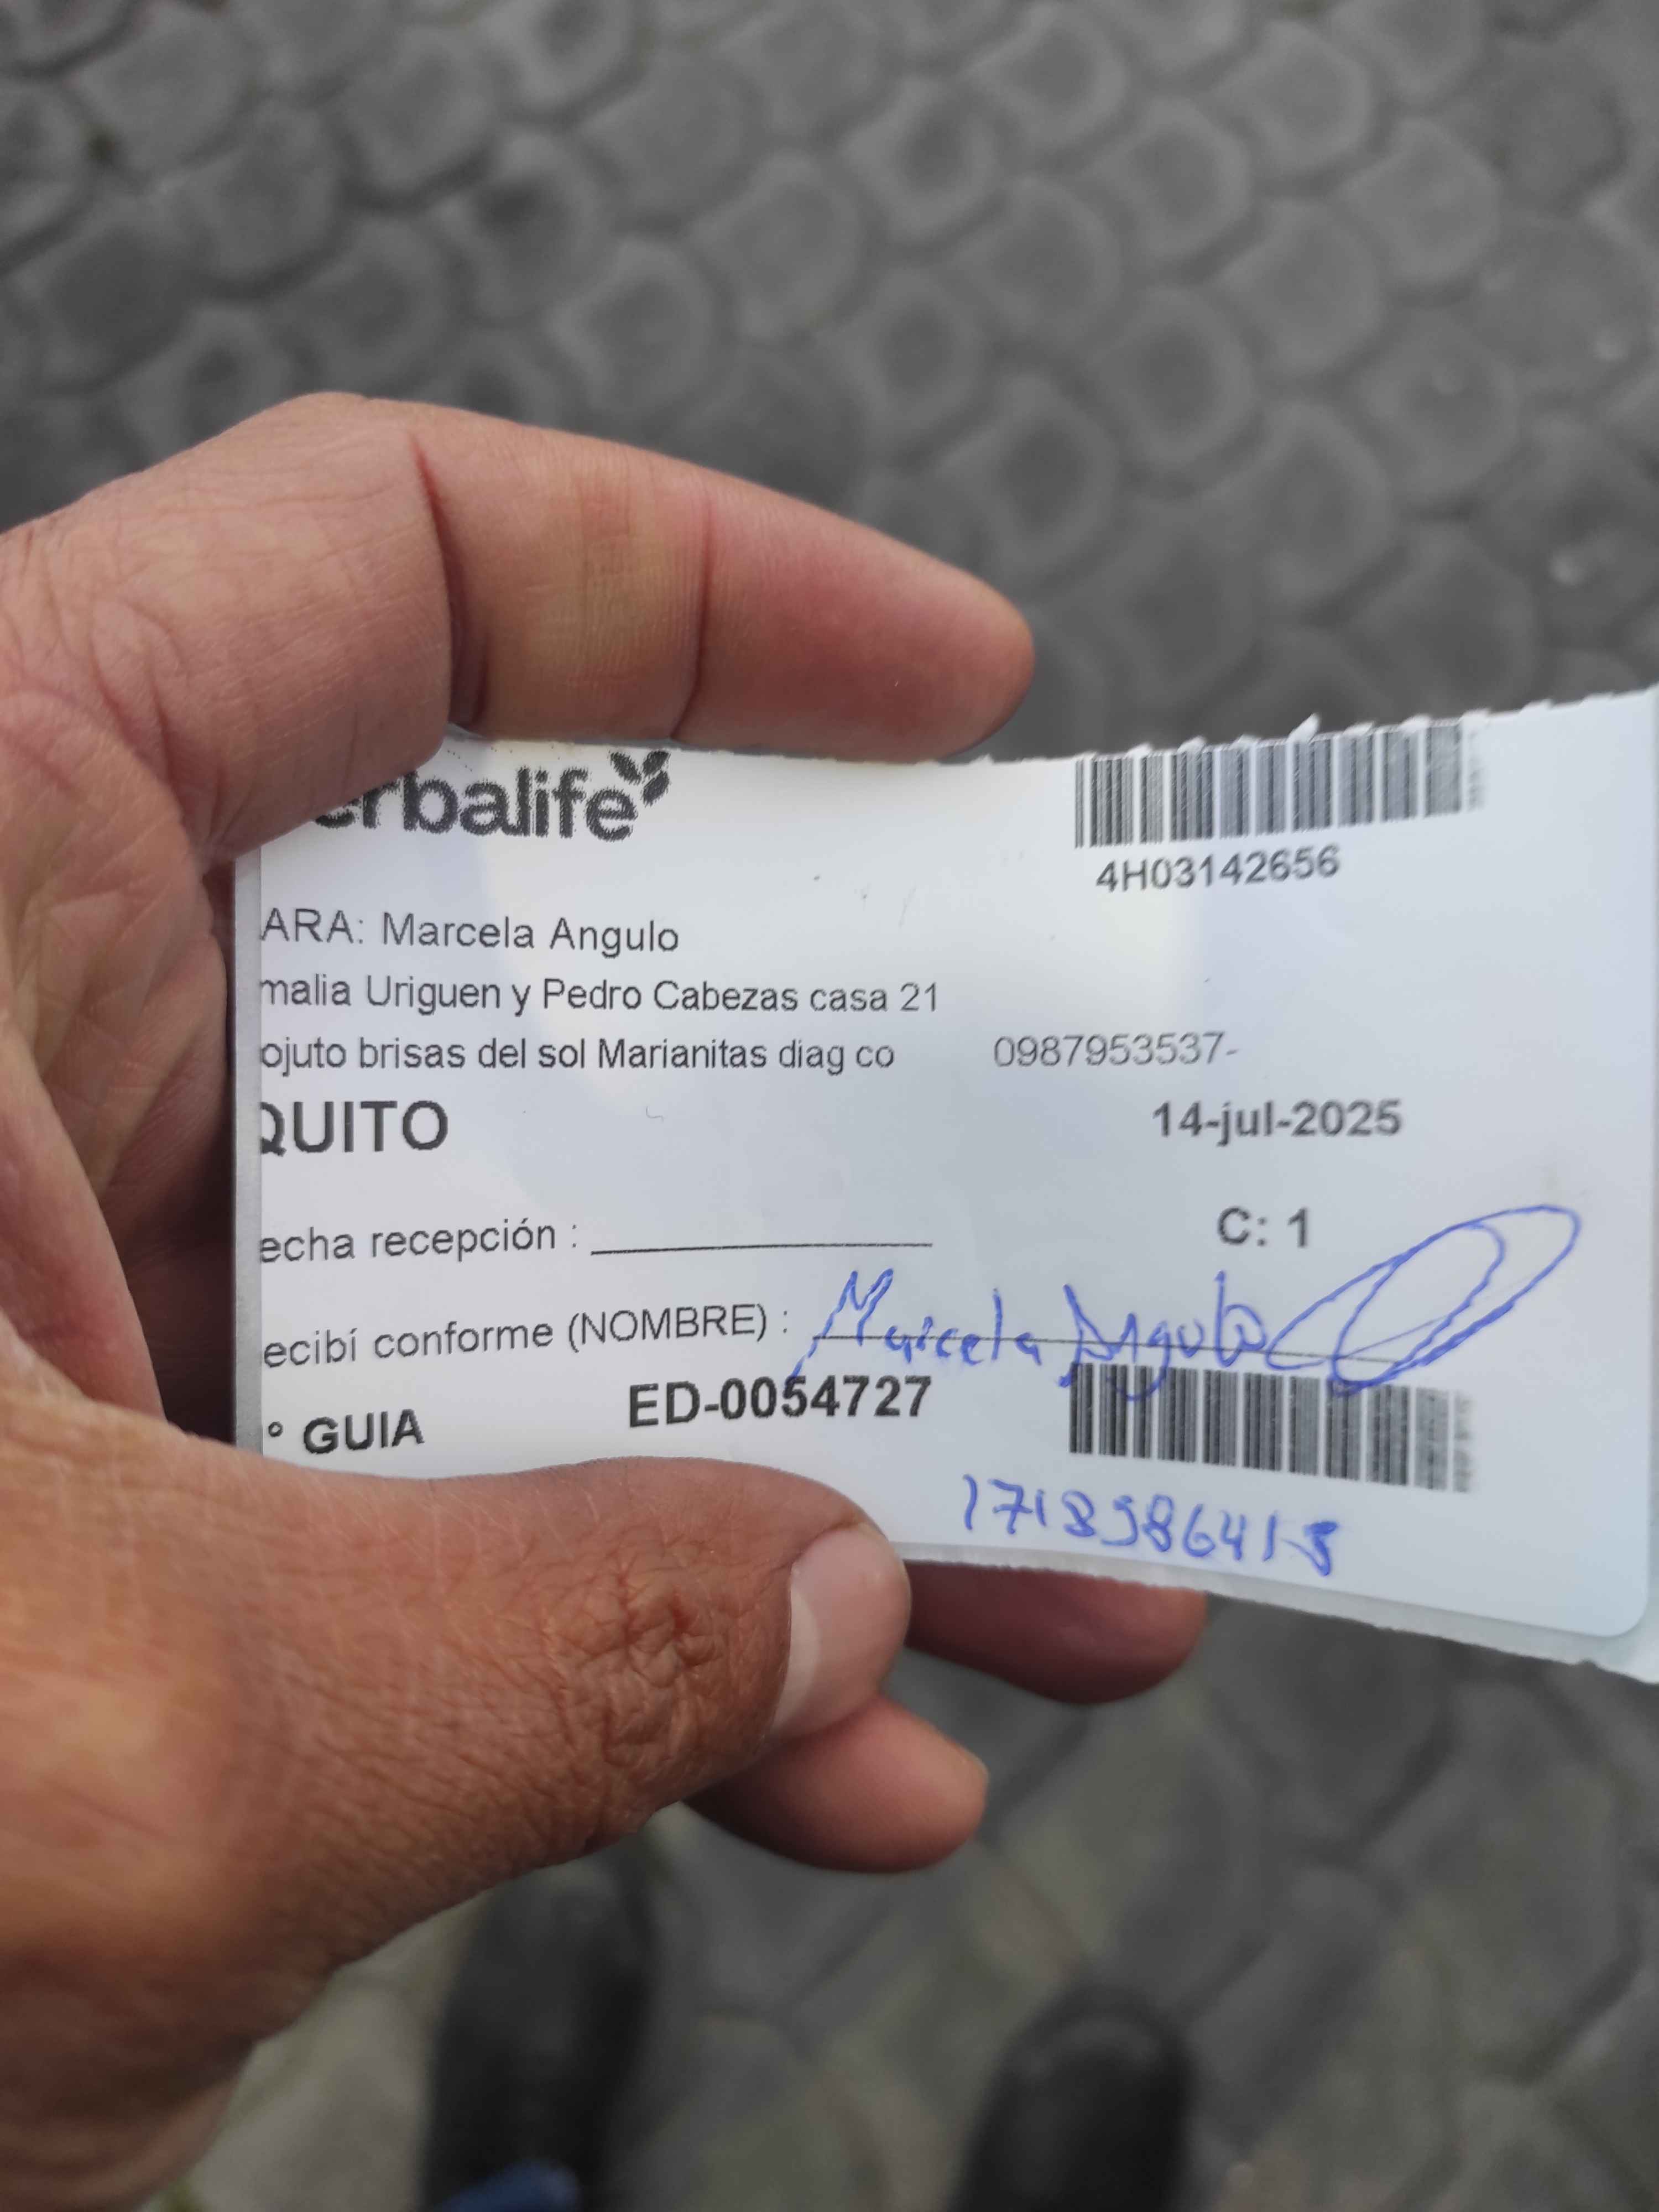 erbalife
4H03142656
ARA: Marcela Angulo
malia Uriguen y Pedro Cabezas casa 21
ojuto brisas del sol Marianitas diag co 0987953537-
QUITO 14-jul-2025
echa recepción : C: 1
ecibí conforme (NOMBRE) : Marcela Angulo
° GUIA ED-0054727